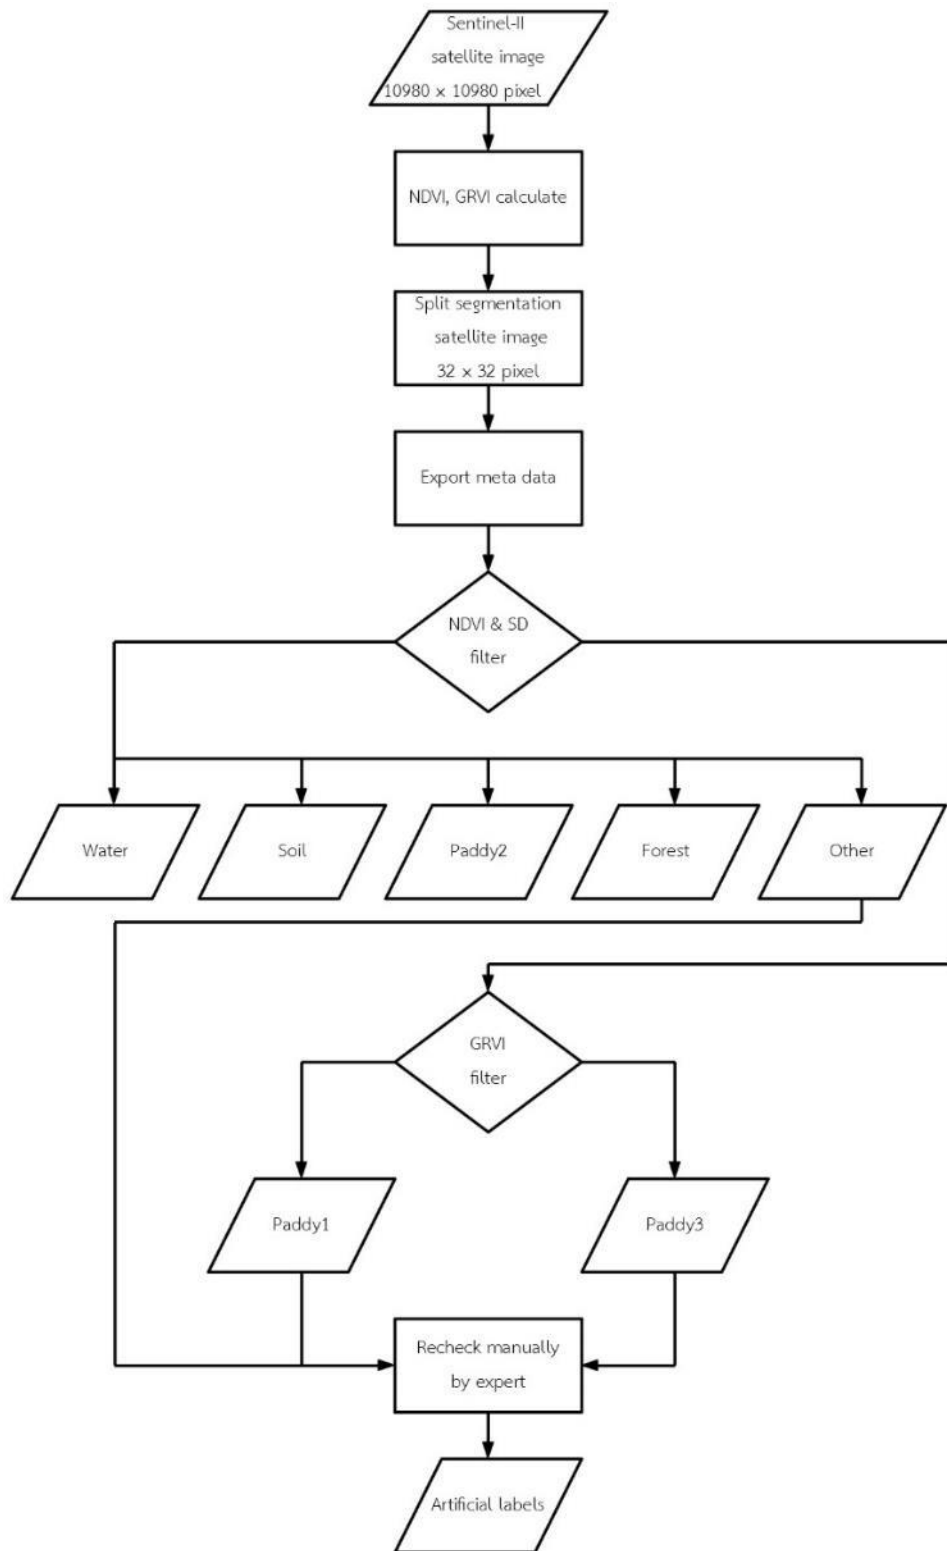 Sentinel-II
satellite image
10980 × 10980 pixel
NDVI, GRVI calculate
Split segmentation
satellite image
32 × 32 pixel
Export meta data
NDVI & SD
filter
Water
Soil
Paddy2
Forest
Other
GRVI
filter
Paddy1
Paddy3
Recheck manually
by expert
Artificial labels